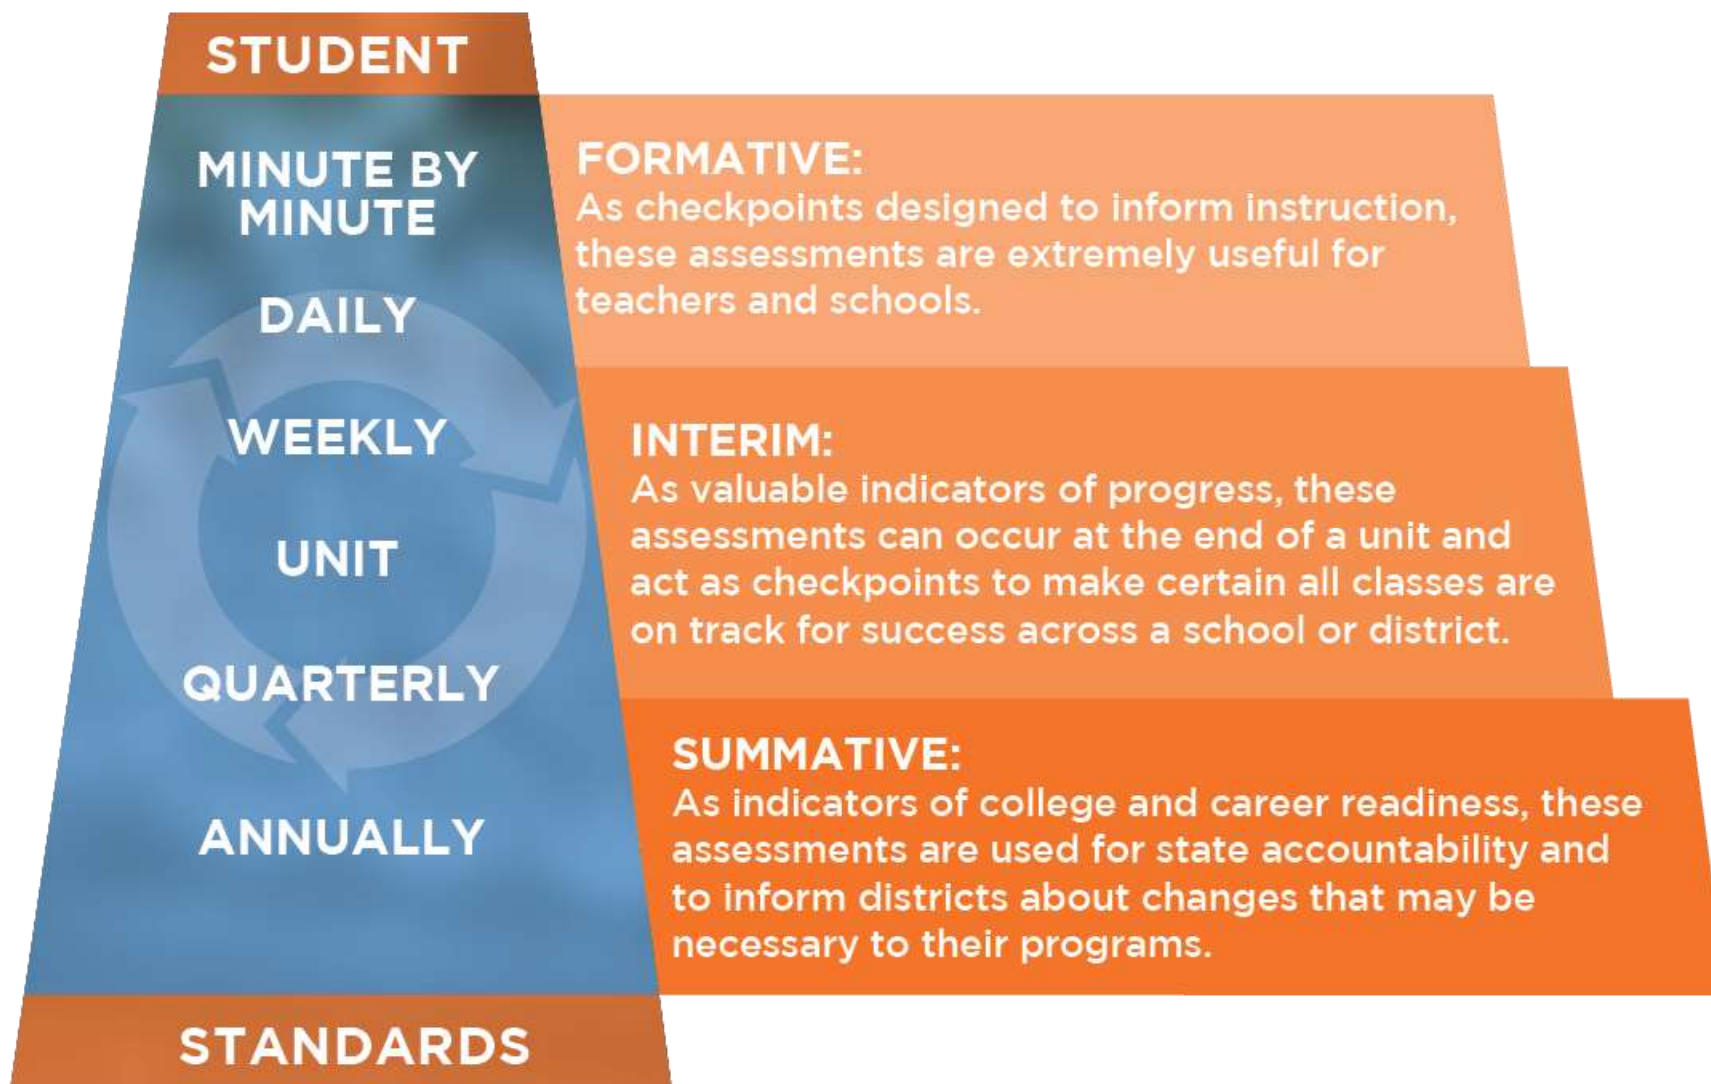 STUDENT
MINUTE BY
MINUTE
DAILY
WEEKLY
UNIT
QUARTERLY
ANNUALLY
STANDARDS
FORMATIVE:
As checkpoints designed to inform instruction,
these assessments are extremely useful for
teachers and schools.
INTERIM:
As valuable indicators of progress, these
assessments can occur at the end of a unit and
act as checkpoints to make certain all classes are
on track for success across a school or district.
SUMMATIVE:
As indicators of college and career readiness, these
assessments are used for state accountability and
to inform districts about changes that may be
necessary to their programs.